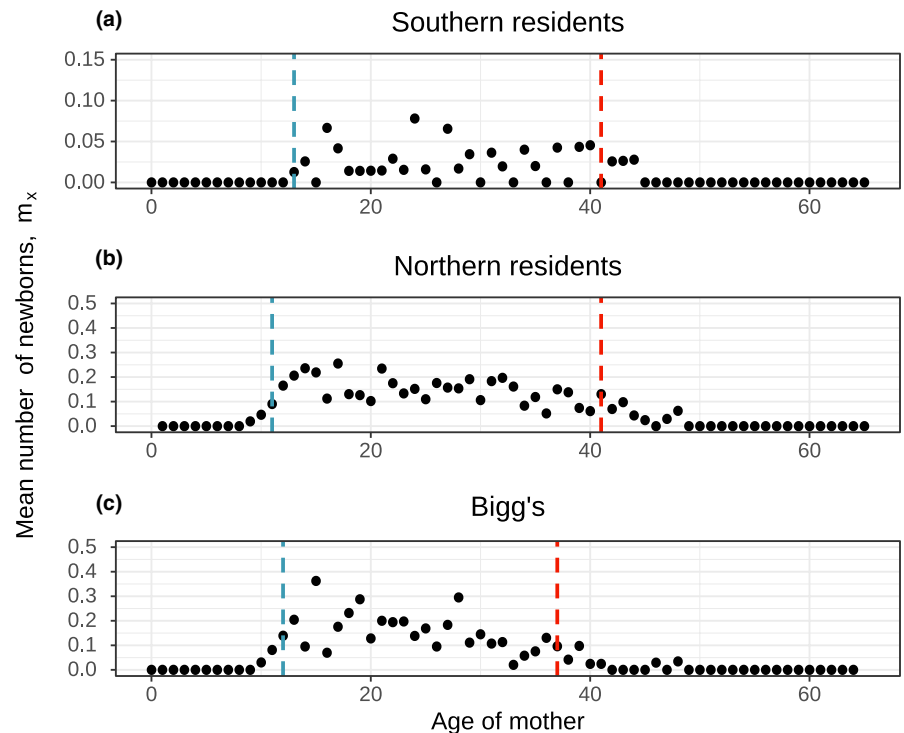 (a)
Southern residents
0.15
0.10
0.05
0.00
0 20 40 60
(b)
Northern residents
0.5
0.4
0.3
0.2
0.1
0.0
0 20 40 60
(c)
Bigg's
0.5
0.4
0.3
0.2
0.1
0.0
0 20 40 60
Age of mother
Mean number of newborns, mₓ